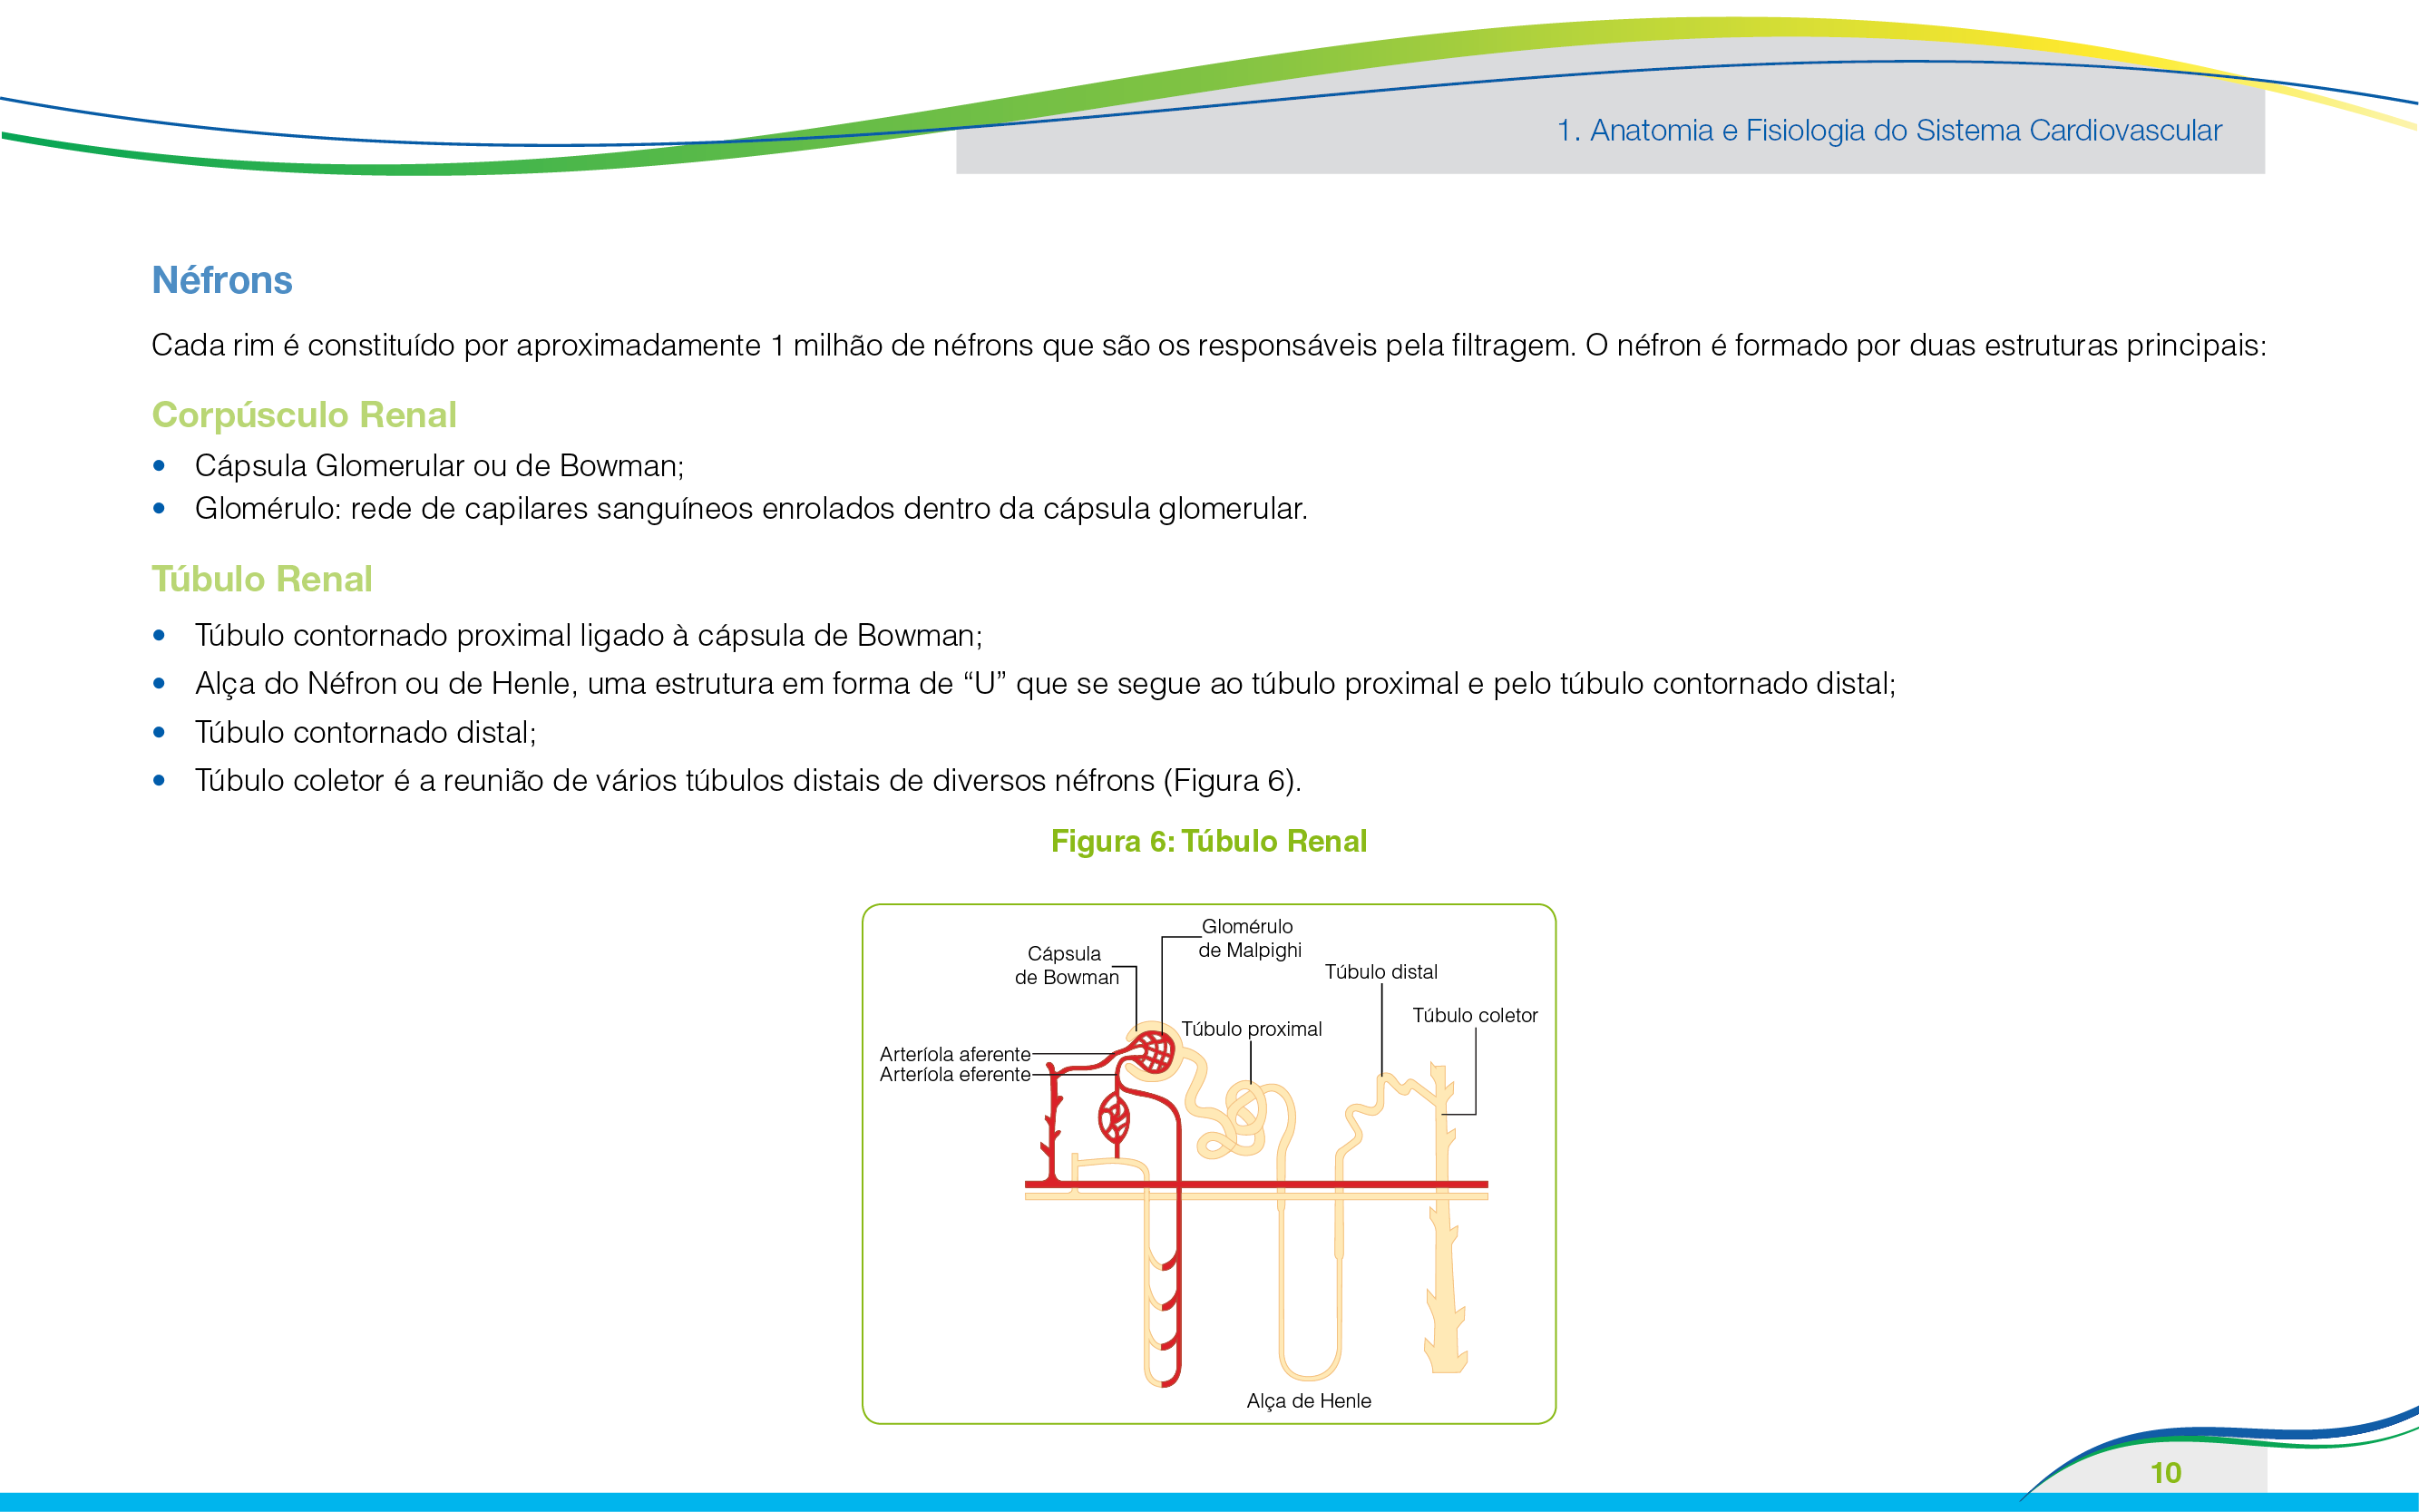 1. Anatomia e Fisiologia do Sistema Cardiovascular
Néfrons
Cada rim é constituído por aproximadamente 1 milhão de néfrons que são os responsáveis pela filtragem. O néfron é formado por duas estruturas principais:
Corpúsculo Renal
• Cápsula Glomerular ou de Bowman;
• Glomérulo: rede de capilares sanguíneos enrolados dentro da cápsula glomerular.
Túbulo Renal
• Túbulo contornado proximal ligado à cápsula de Bowman;
• Alça do Néfron ou de Henle, uma estrutura em forma de “U” que se segue ao túbulo proximal e pelo túbulo contornado distal;
• Túbulo contornado distal;
• Túbulo coletor é a reunião de vários túbulos distais de diversos néfrons (Figura 6).
Figura 6: Túbulo Renal
Glomérulo
de Malpighi
Cápsula
de Bowman
Túbulo distal
Túbulo coletor
Túbulo proximal
Arteríola aferente
Arteríola eferente
Alça de Henle
10